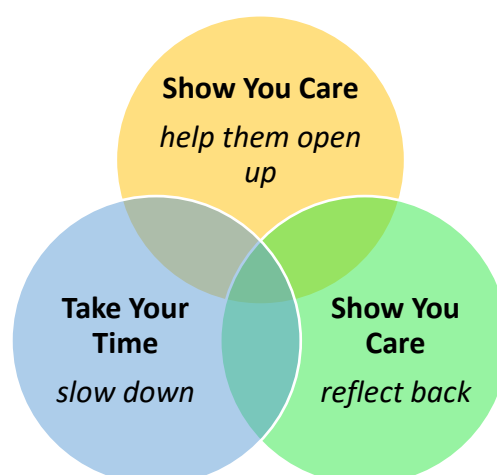 Show You Care
help them open
up
Take Your
Time
slow down
Show You
Care
reflect back